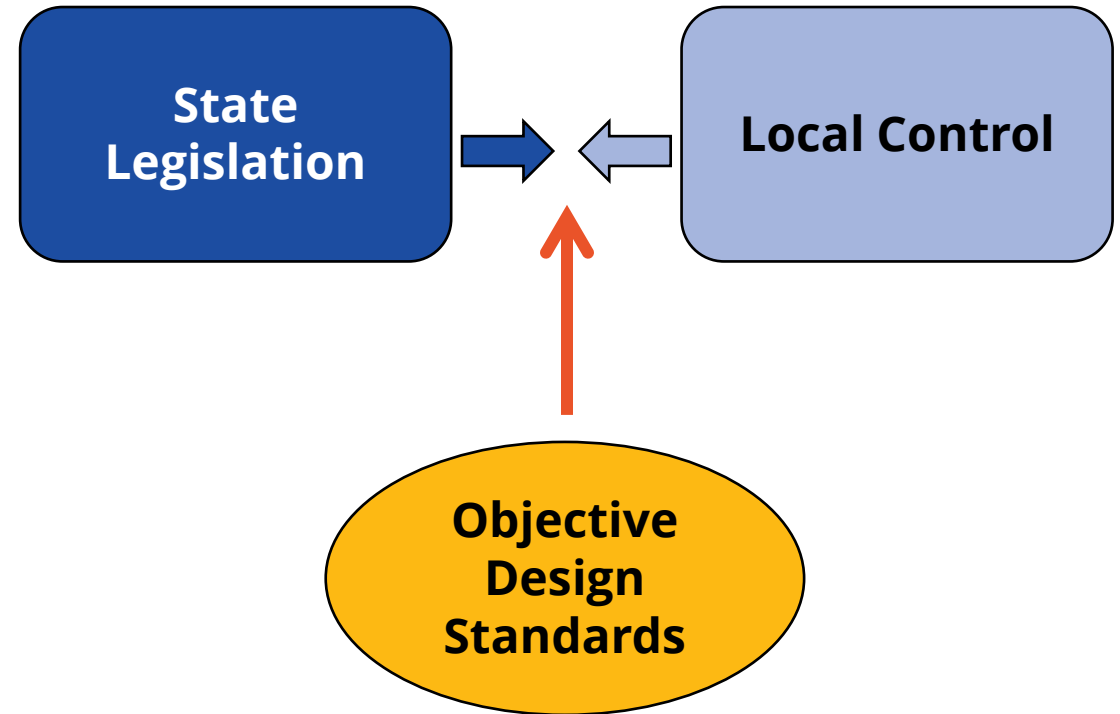 State
Legislation
Local Control
Objective
Design
Standards